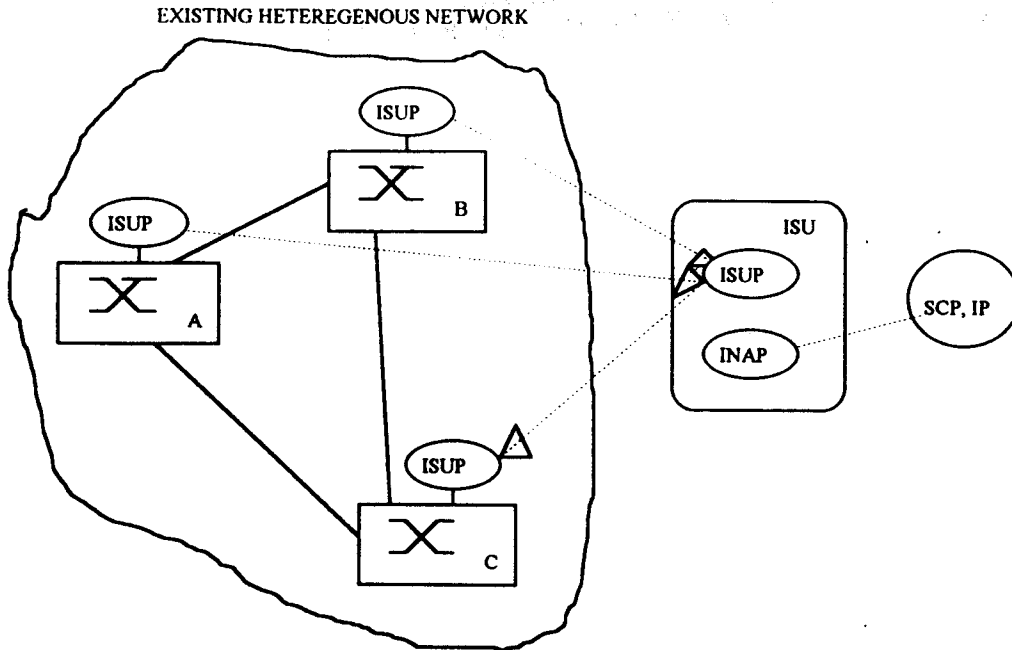 EXISTING HETEREGENOUS NETWORK
ISUP
B
ISUP
A
ISU
ISUP
INAP
SCP, IP
ISUP
C